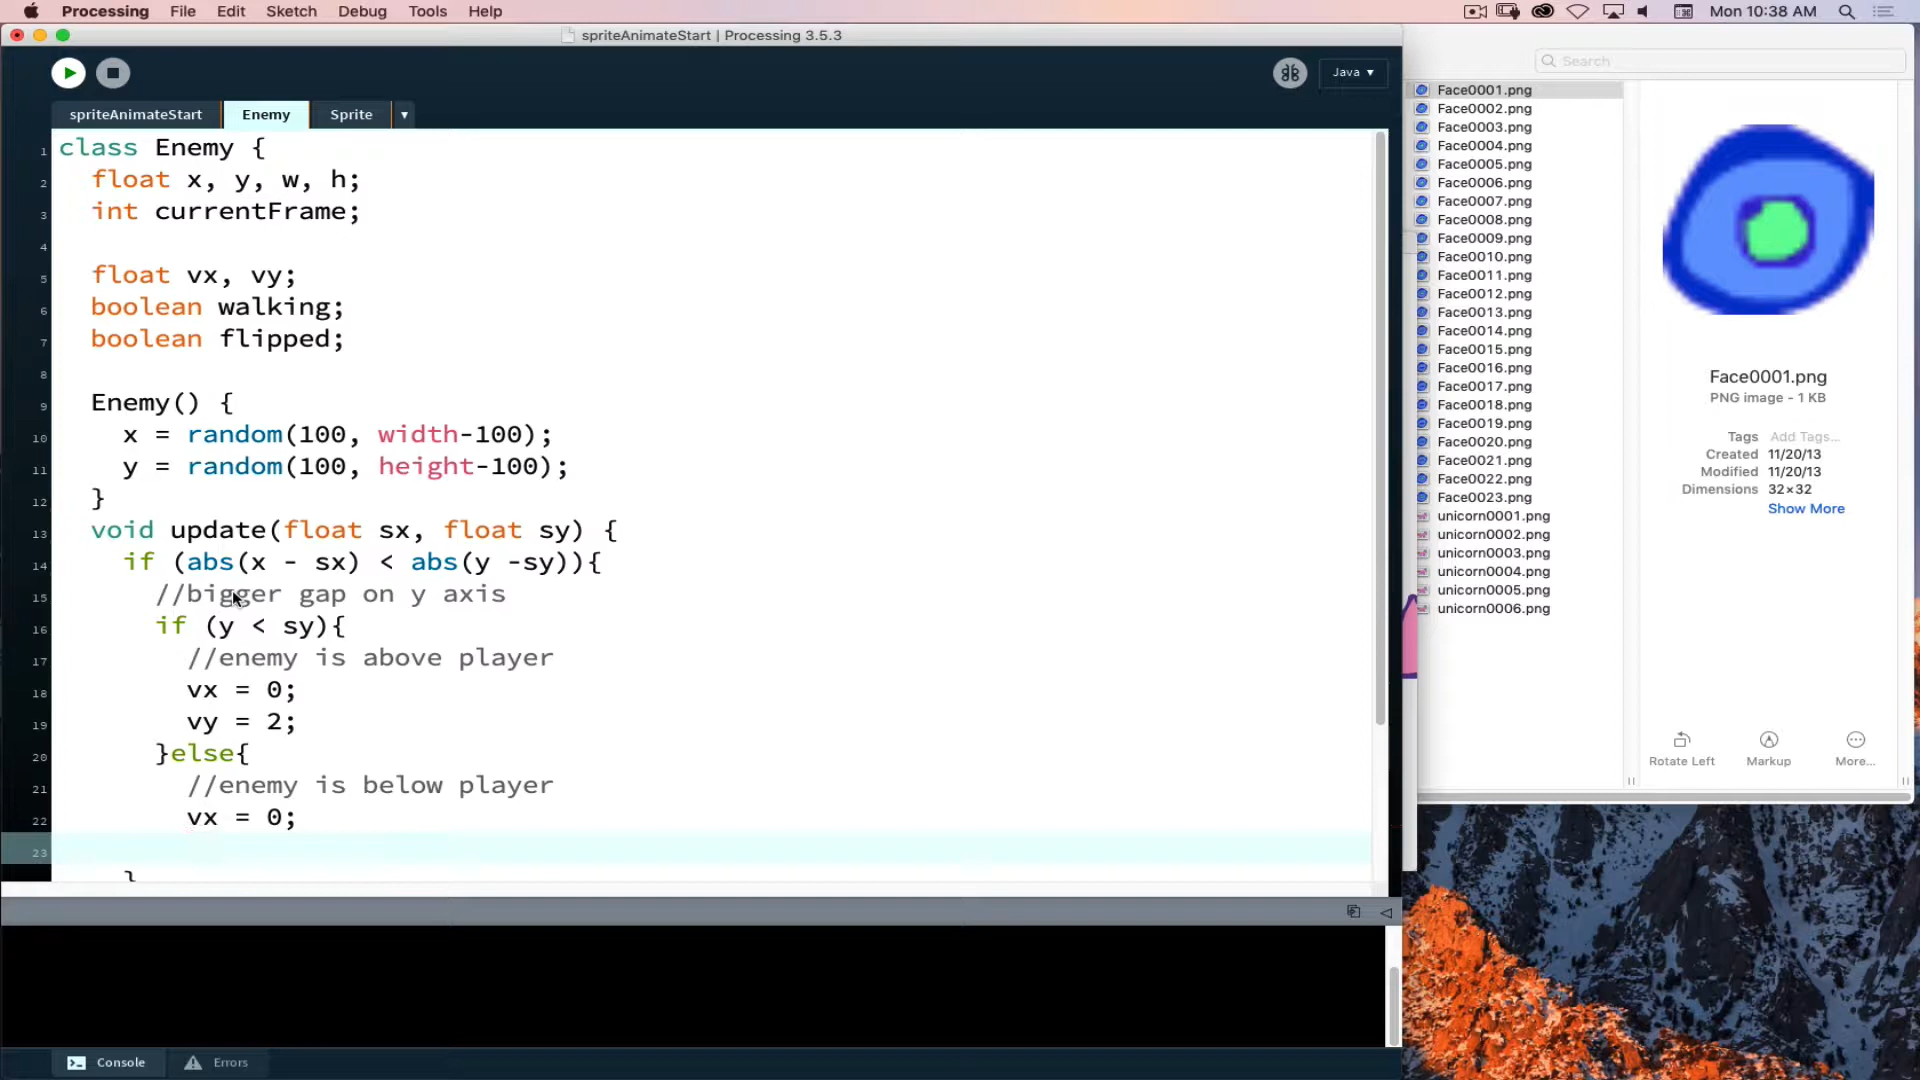 Processing File Edit Sketch Debug Tools Help Mon 10:38 AM
spriteAnimateStart | Processing 3.5.3
Java ▾
Search
spriteAnimateStart Enemy Sprite ▾
1 class Enemy {
2 float x, y, w, h;
3 int currentFrame;
4
5 float vx, vy;
6 boolean walking;
7 boolean flipped;
8
9 Enemy() {
10 x = random(100, width-100);
11 y = random(100, height-100);
12 }
13 void update(float sx, float sy) {
14 if (abs(x - sx) < abs(y -sy)){
15 //bigger gap on y axis
16 if (y < sy){
17 //enemy is above player
18 vx = 0;
19 vy = 2;
20 }else{
21 //enemy is below player
22 vx = 0;
23
}
Console Errors
Face0001.png
Face0002.png
Face0003.png
Face0004.png
Face0005.png
Face0006.png
Face0007.png
Face0008.png
Face0009.png
Face0010.png
Face0011.png
Face0012.png
Face0013.png
Face0014.png
Face0015.png
Face0016.png
Face0017.png
Face0018.png
Face0019.png
Face0020.png
Face0021.png
Face0022.png
Face0023.png
unicorn0001.png
unicorn0002.png
unicorn0003.png
unicorn0004.png
unicorn0005.png
unicorn0006.png
Face0001.png
PNG image - 1 KB
Tags Add Tags...
Created 11/20/13
Modified 11/20/13
Dimensions 32×32
Show More
Rotate Left Markup More...